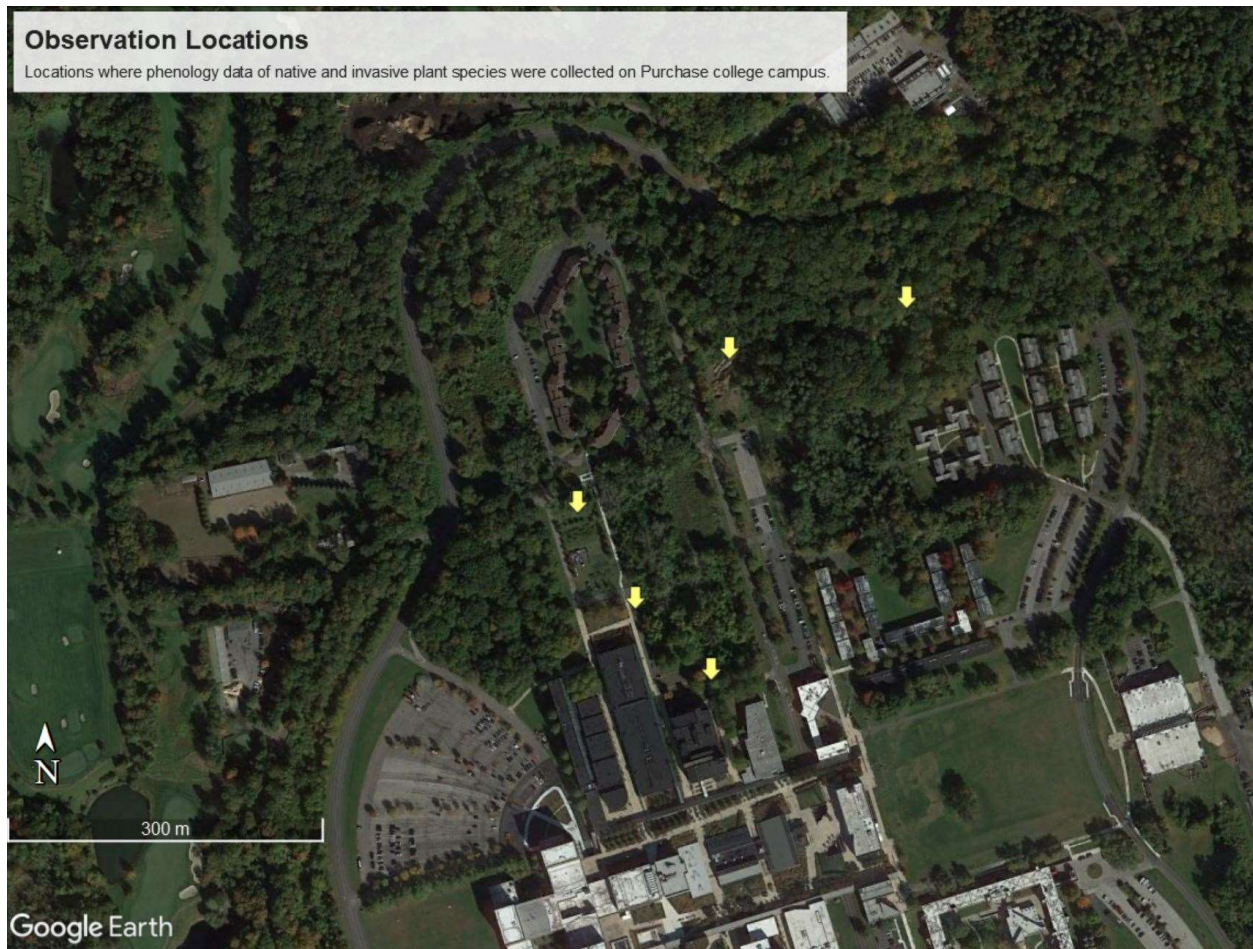 Observation Locations
Locations where phenology data of native and invasive plant species were collected on Purchase college campus.
N
300 m
Google Earth